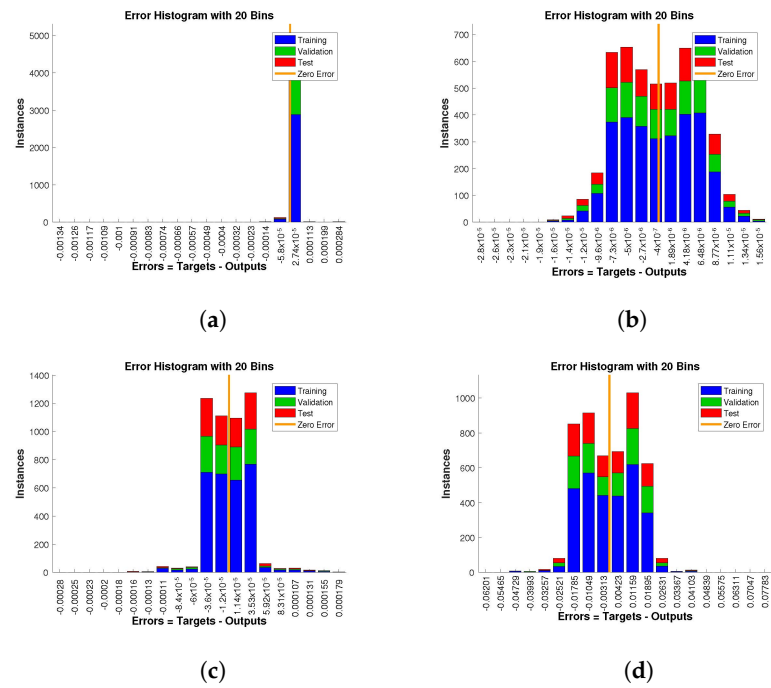 Error Histogram with 20 Bins
5000
4000
3000
2000
1000
0
Instances
Training
Validation
Test
Zero Error
-0.00134
-0.00126
-0.00117
-0.00109
-0.001
-0.00091
-0.00083
-0.00074
-0.00066
-0.00057
-0.00049
-0.0004
-0.00032
-0.00023
-0.00014
-5.8x10-5
2.74x10-5
0.000113
0.000199
0.000284
Errors = Targets - Outputs
(a)
Error Histogram with 20 Bins
700
600
500
400
300
200
100
0
Instances
Training
Validation
Test
Zero Error
-2.8x10-5
-2.6x10-5
-2.3x10-5
-2.1x10-5
-1.9x10-5
-1.6x10-5
-1.4x10-5
-1.2x10-5
-9.6x10-6
-7.3x10-6
-5x10-6
-2.7x10-6
-4x10-7
1.89x10-6
4.18x10-6
6.48x10-6
8.77x10-6
1.11x10-5
1.34x10-5
1.56x10-5
Errors = Targets - Outputs
(b)
Error Histogram with 20 Bins
1400
1200
1000
800
600
400
200
0
Instances
Training
Validation
Test
Zero Error
-0.00028
-0.00025
-0.00023
-0.0002
-0.00018
-0.00016
-0.00013
-0.00011
-8.4x10-5
-6x10-5
-3.6x10-5
-1.2x10-5
1.14x10-5
3.53x10-5
5.92x10-5
8.31x10-5
0.000107
0.000131
0.000155
0.000179
Errors = Targets - Outputs
(c)
Error Histogram with 20 Bins
1000
800
600
400
200
0
Instances
Training
Validation
Test
Zero Error
-0.06201
-0.05465
-0.04729
-0.03993
-0.03257
-0.02521
-0.01785
-0.01049
-0.00313
0.00423
0.01159
0.01895
0.02631
0.03367
0.04103
0.04839
0.05575
0.06311
0.07047
0.07783
Errors = Targets - Outputs
(d)